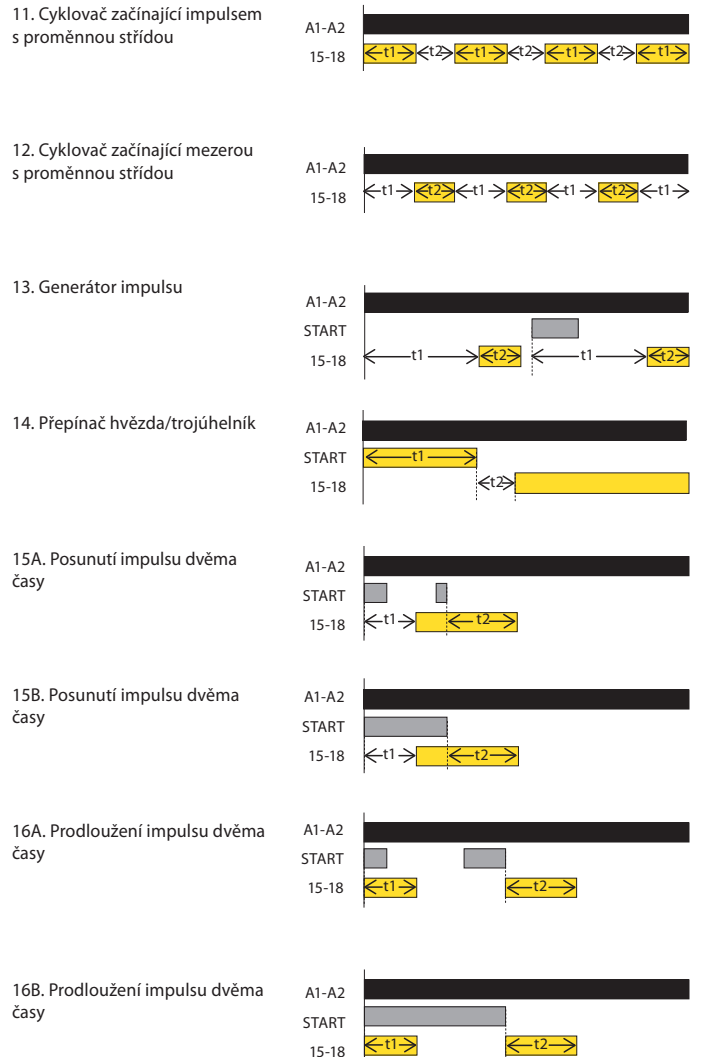 11. Cyklovač začínající impulsem
s proměnnou střídou
A1-A2
15-18
t1 t2 t1 t2 t1 t2 t1
12. Cyklovač začínající mezerou
s proměnnou střídou
A1-A2
15-18
t1 t2 t1 t2 t1 t2 t1
13. Generátor impulsu
A1-A2
START
15-18
t1 t2 t1 t2
14. Přepínač hvězda/trojúhelník
A1-A2
START
t1
15-18
t2
15A. Posunutí impulsu dvěma
časy
A1-A2
START
15-18
t1 t2
15B. Posunutí impulsu dvěma
časy
A1-A2
START
15-18
t1 t2
16A. Prodloužení impulsu dvěma
časy
A1-A2
START
15-18
t1 t2
16B. Prodloužení impulsu dvěma
časy
A1-A2
START
15-18
t1 t2